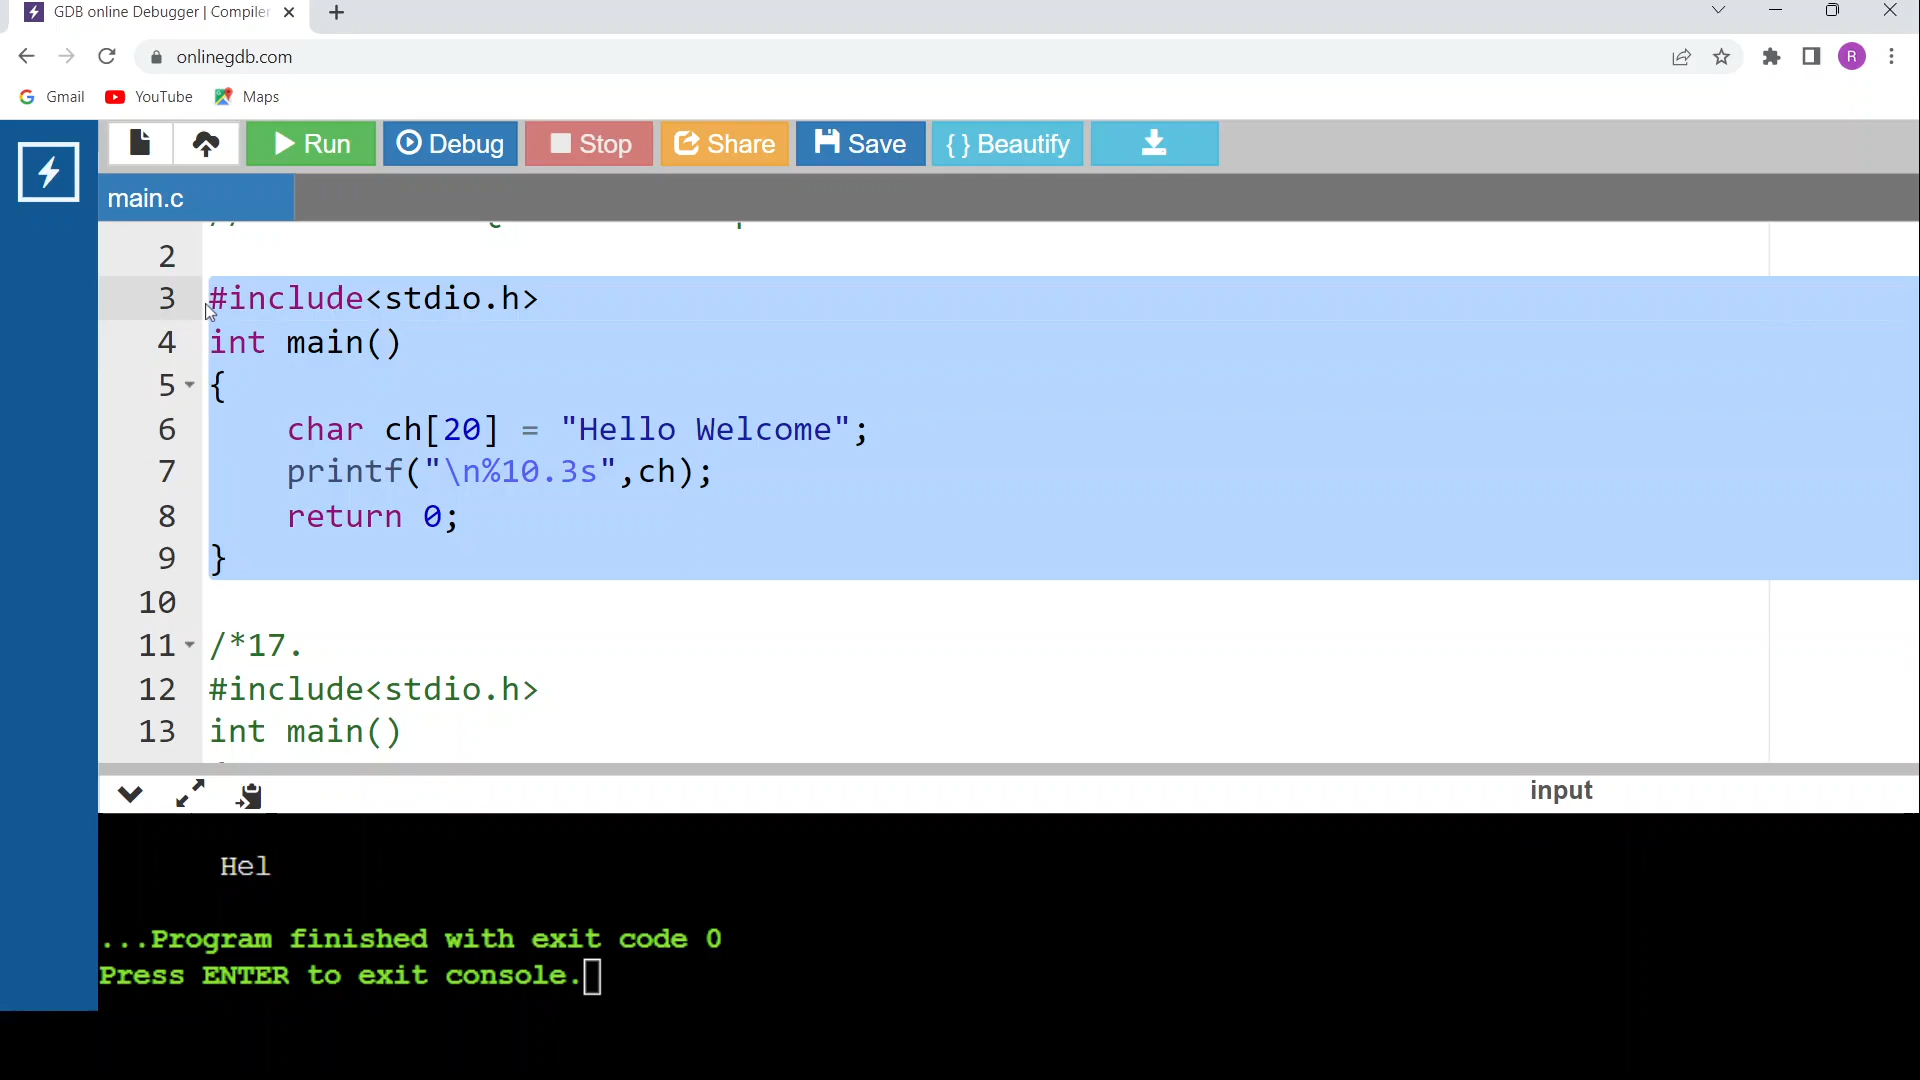 GDB online Debugger | Compiler
onlinegdb.com
R
Gmail YouTube Maps
Run Debug Stop Share Save { } Beautify
main.c
2
3 #include<stdio.h>
4 int main()
5 {
6 char ch[20] = "Hello Welcome";
7 printf("\n%10.3s",ch);
8 return 0;
9 }
10
11 /*17.
12 #include<stdio.h>
13 int main()
input
Hel
...Program finished with exit code 0
Press ENTER to exit console.